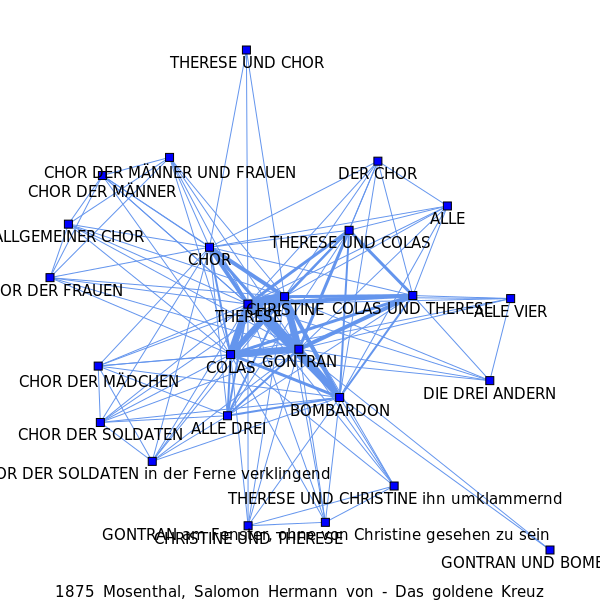 THERESE UND CHOR
CHOR DER MÄNNER UND FRAUEN
DER CHOR
CHOR DER MÄNNER
ALLE
ALLGEMEINER CHOR
THERESE UND COLAS
CHOR
OR DER FRAUEN
CHRISTINE
COLAS UND THERESE
ALLE VIER
THERESE
GONTRAN
COLAS
CHOR DER MÄDCHEN
DIE DREI ANDERN
BOMBARDON
ALLE DREI
CHOR DER SOLDATEN
OR DER SOLDATEN in der Ferne verklingend
THERESE UND CHRISTINE ihn umklammernd
GONTRAN am Fenster, ohne von Christine gesehen zu sein
CHRISTINE UND THERESE
GONTRAN UND BOMB
1875 Mosenthal, Salomon Hermann von - Das goldene Kreuz